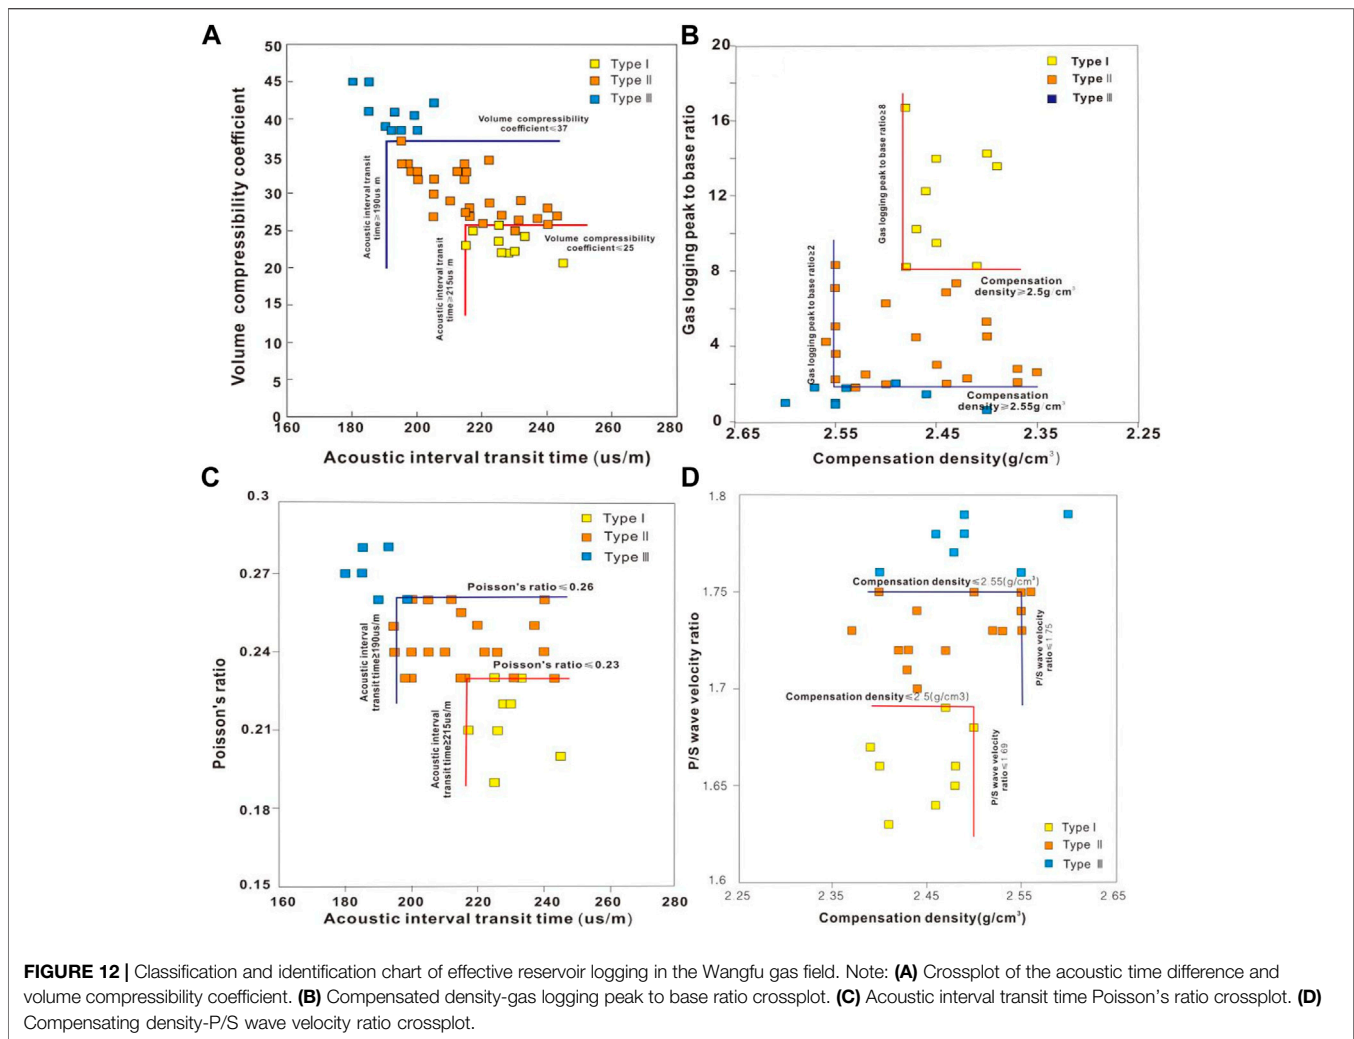 A
50
45
40
35
30
25
20
15
10
5
0
160
180
200
220
240
260
280
Volume compressibility coefficient
Acoustic interval transit time (us/m)
Type Ⅰ
Type Ⅱ
Type Ⅲ
Volume compressibility
coefficient≤37
Acoustic interval transit
time≥190us m
Volume compressibility
coefficient≤25
Acoustic interval transit
time≥215us m
B
20
16
12
8
4
0
2.65
2.55
2.45
2.35
2.25
Gas logging peak to base ratio
Compensation density(g/cm³)
Type Ⅰ
Type Ⅱ
Type Ⅲ
Gas logging peak to base ratio≥8
Compensation
density≥2.5g/cm³
Gas logging peak to base ratio≥2
Compensation
density≥2.55g/cm³
C
0.3
0.27
0.24
0.21
0.18
0.15
160
180
200
220
240
260
280
Poisson's ratio
Acoustic interval transit time (us/m)
Type Ⅰ
Type Ⅱ
Type Ⅲ
Poisson's ratio≤0.26
Acoustic interval
transit time≥190us/m
Poisson's ratio≤0.23
Acoustic interval
transit time≥215us/m
D
1.8
1.75
1.7
1.65
1.6
2.25
2.35
2.45
2.55
2.65
P/S wave velocity ratio
Compensation density(g/cm³)
Compensation density≤2 55(g/cm³)
P/S wave velocity
ratio≤1 75
Compensation density≤2 5(g/cm3)
P/S wave velocity
ratio≤1 69
Type Ⅰ
Type Ⅱ
Type Ⅲ
FIGURE 12 | Classification and identification chart of effective reservoir logging in the Wangfu gas field. Note: (A) Crossplot of the acoustic time difference and
volume compressibility coefficient. (B) Compensated density-gas logging peak to base ratio crossplot. (C) Acoustic interval transit time Poisson's ratio crossplot. (D)
Compensating density-P/S wave velocity ratio crossplot.